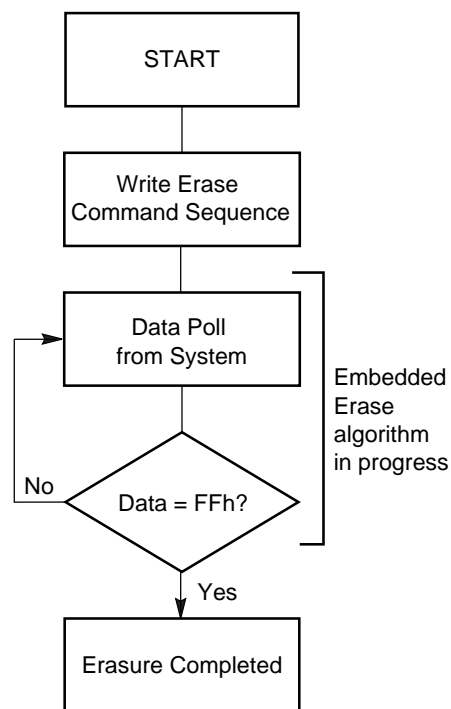 START
Write Erase
Command Sequence
Data Poll
from System
Embedded
Erase
algorithm
in progress
No
Data = FFh?
Yes
Erasure Completed